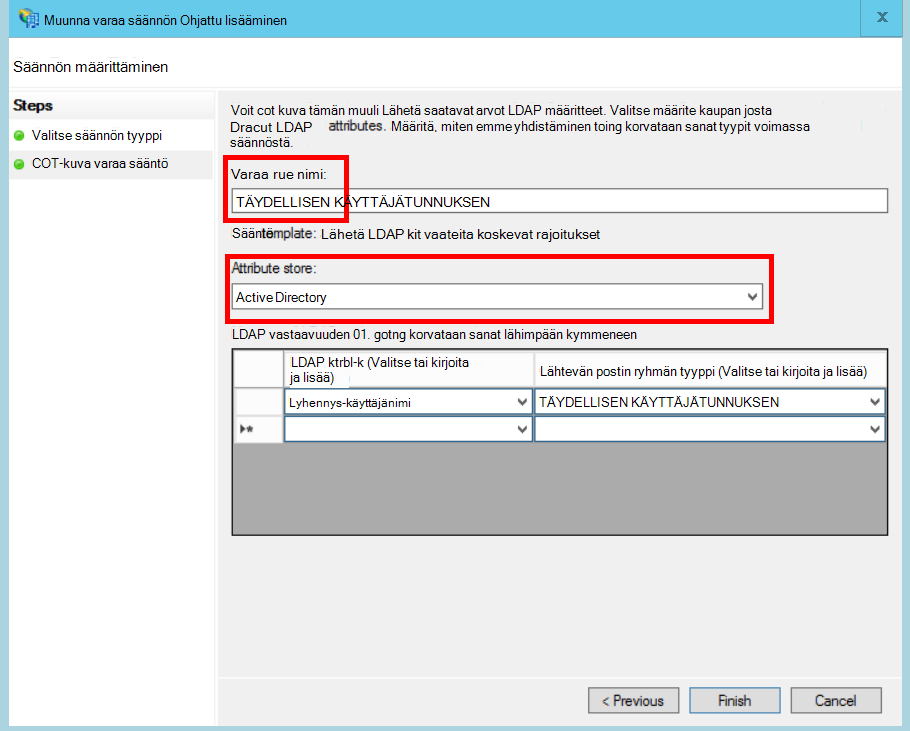 Muunna varaa säännön Ohjattu lisääminen
x
Säännön määrittäminen
Steps
Valitse säännön tyyppi
COT-kuva varaa sääntö
Voit cot kuva tämän muuli Lähetä saatavat arvot LDAP määritteet. Valitse määrite kaupan josta
Dracut LDAP attributes. Määritä, miten emme yhdistäminen toing korvataan sanat tyypit voimassa
säännöstä.
Varaa rue nimi:
TÄYDELLISEN KÄYTTÄJÄTUNNUKSEN
Lähetä LDAP kit vaateita koskevat rajoitukset
Attribute store:
Active Directory
LDAP vastaavuuden 01. gotng korvataan sanat lähimpään kymmeneen
LDAP ktrbl-k (Valitse tai kirjoita
ja lisää)
Lähtevän postin ryhmän tyyppi (Valitse tai kirjoita ja lisää)
Lyhennys-käyttäjänimi
TÄYDELLISEN KÄYTTÄJÄTUNNUKSEN
< Previous
Finish
Cancel